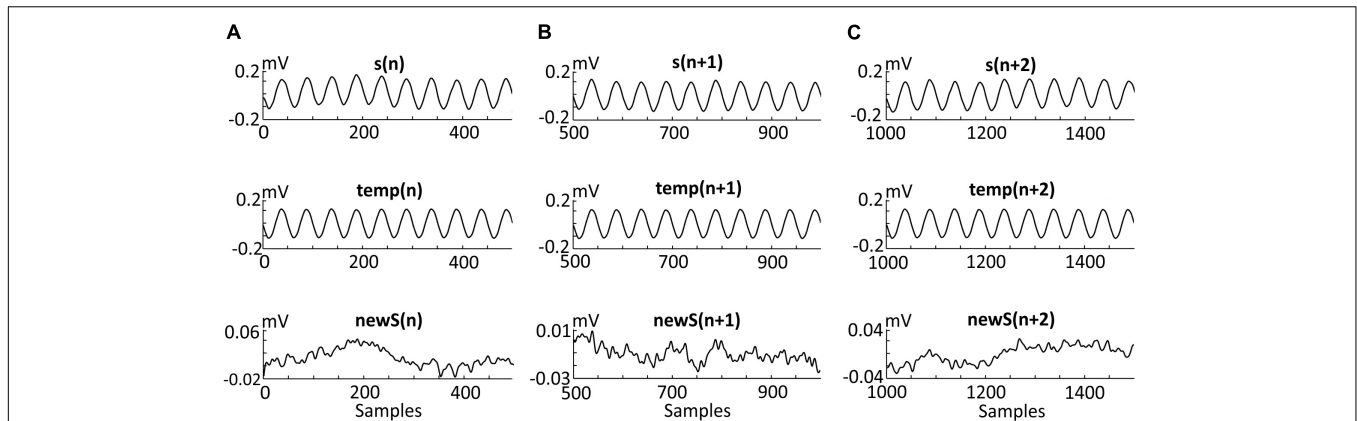 A B C
s(n) s(n+1) s(n+2)
0.2 mV 0.2 mV 0.2 mV
-0.2 -0.2 -0.2
0 200 400 500 700 900 1000 1200 1400
temp(n) temp(n+1) temp(n+2)
0.2 mV 0.2 mV 0.2 mV
-0.2 -0.2 -0.2
0 200 400 500 700 900 1000 1200 1400
newS(n) newS(n+1) newS(n+2)
0.06 mV 0.01 mV 0.04 mV
-0.02 -0.03 -0.04
0 200 400 500 700 900 1000 1200 1400
Samples Samples Samples